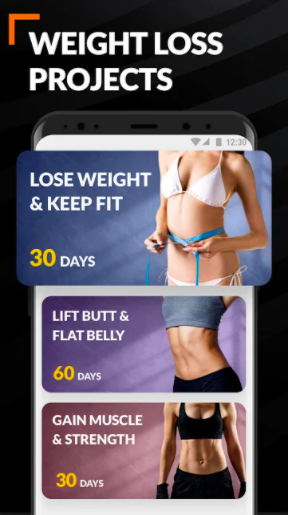 WEIGHT LOSS
PROJECTS
12:30
LOSE WEIGHT
& KEEP FIT
30 DAYS
LIFT BUTT &
FLAT BELLY
60 DAYS
GAIN MUSCLE
& STRENGTH
30 DAYS